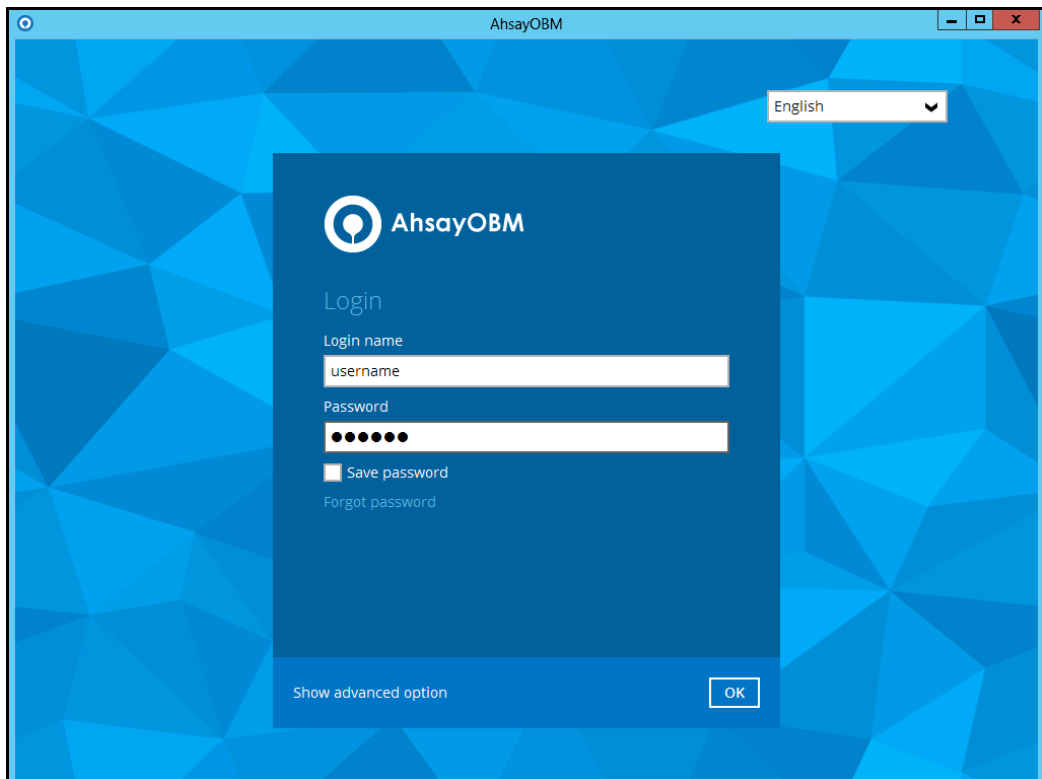 AhsayOBM
English
AhsayOBM
Login
Login name
username
Password
●●●●●●
Save password
Forgot password
Show advanced option
OK